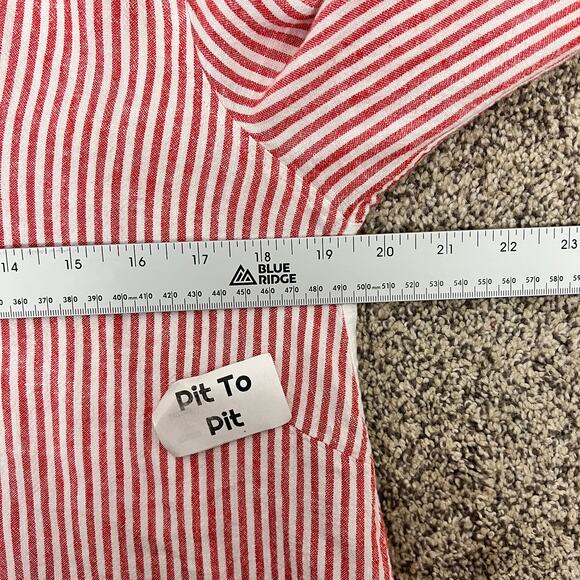 14 15 16 17 18 19 20 21 22 23
BLUE
RIDGE
36 37 38 39 40mm 41 42 43 44 45 46 47 48 49 50 51 52 53 54 55 56 57 58 59
Pit To
Pit